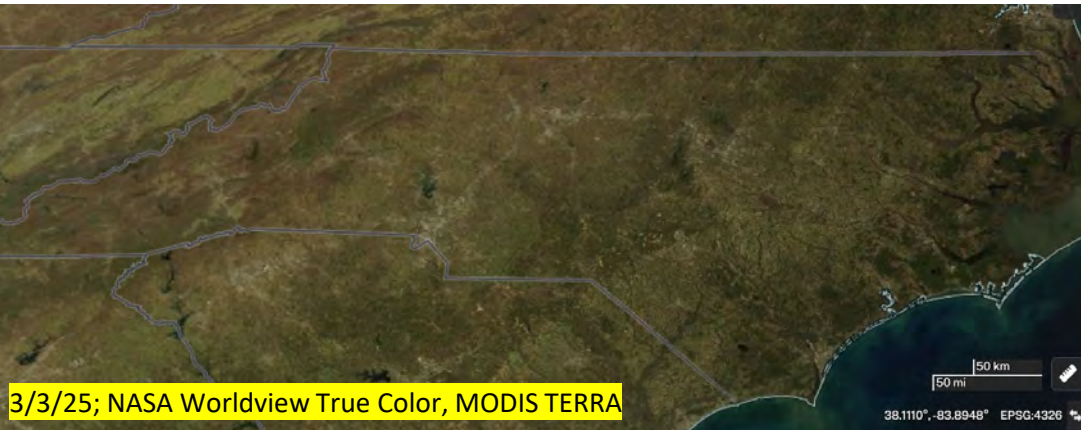 50 km
50 mi
3/3/25; NASA Worldview True Color, MODIS TERRA
38.1110°, -83.8948° EPSG:4326